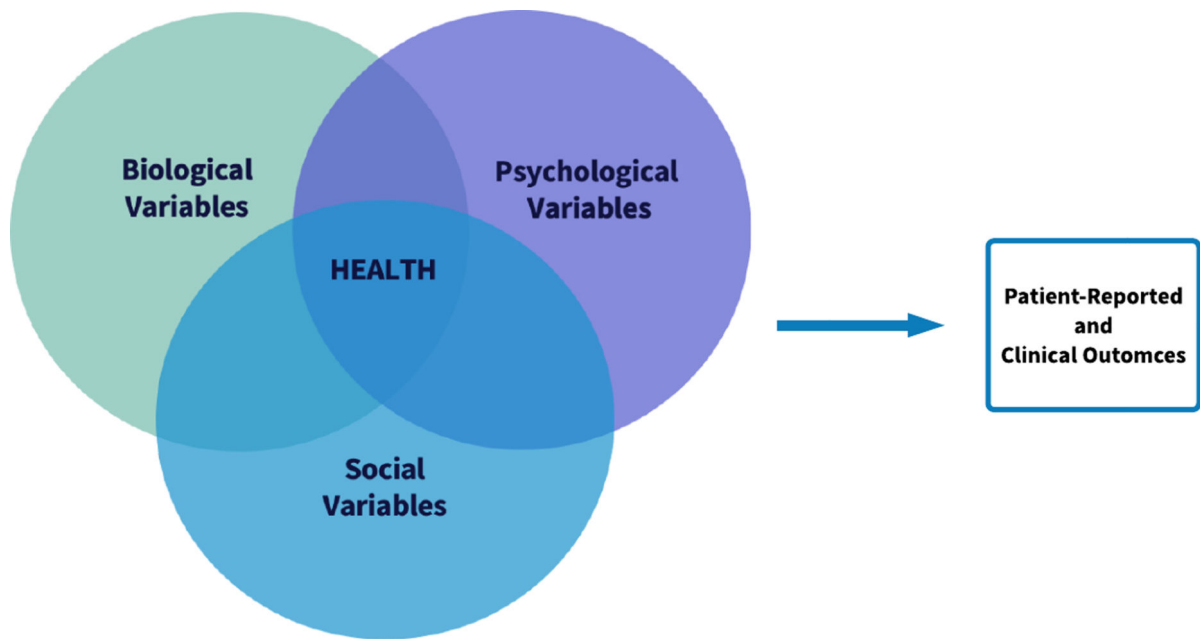 Biological
Variables
Psychological
Variables
HEALTH
Social
Variables
Patient-Reported
and
Clinical Outomces